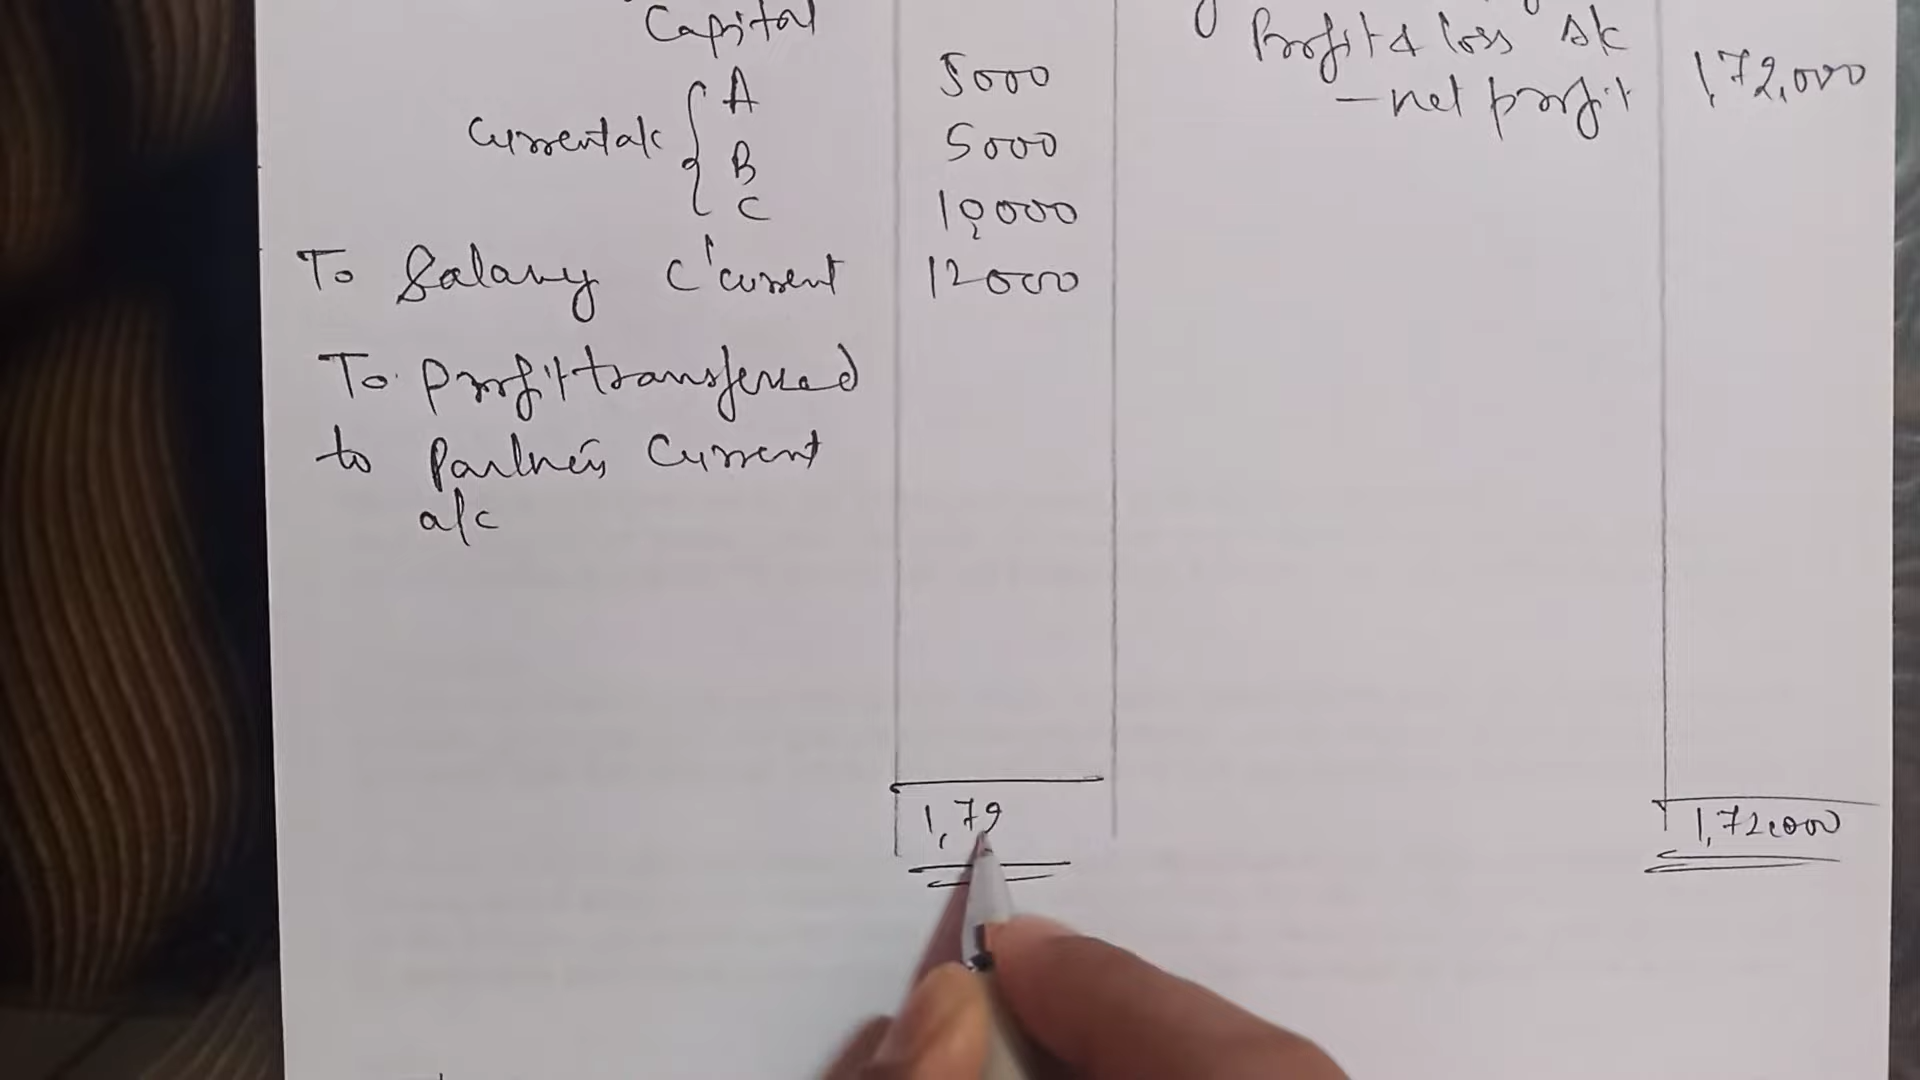 Capital
Current a/c { A 5000
B 5000
C 10,000
To Salary C's current 12000
To profit transferred
to Partner's Current
a/c
1,72
Profit & loss a/c
- net profit 1,72,000
1,72,000